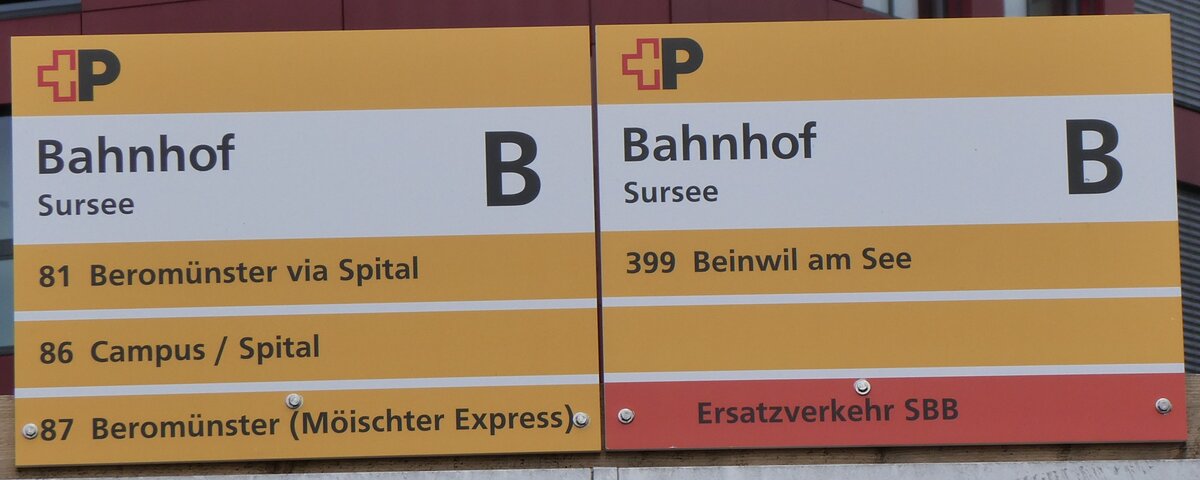 P
Bahnhof B
Sursee
81 Beromünster via Spital
86 Campus / Spital
87 Beromünster (Möischter Express)
P
Bahnhof B
Sursee
399 Beinwil am See
Ersatzverkehr SBB